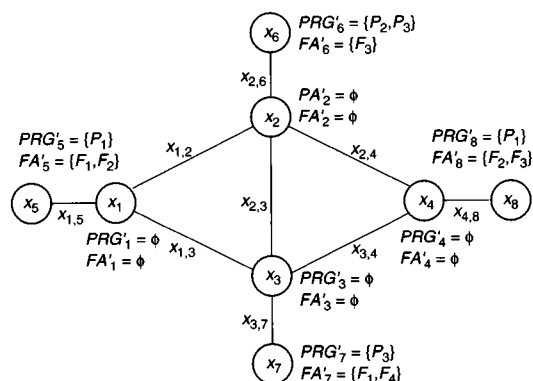 x6
PRG'6 = {P2,P3}
FA'6 = {F3}
x2,6
x2
PA'2 = ϕ
FA'2 = ϕ
PRG'5 = {P1}
FA'5 = {F1,F2}
x1,2
x2,4
PRG'8 = {P1}
FA'8 = {F2,F3}
x5
x1,5
x1
x2,3
x4
x4,8
x8
PRG'1 = ϕ
FA'1 = ϕ
x1,3
x3,4
PRG'4 = ϕ
FA'4 = ϕ
x3
PRG'3 = ϕ
FA'3 = ϕ
x3,7
x7
PRG'7 = {P3}
FA'7 = {F1,F4}